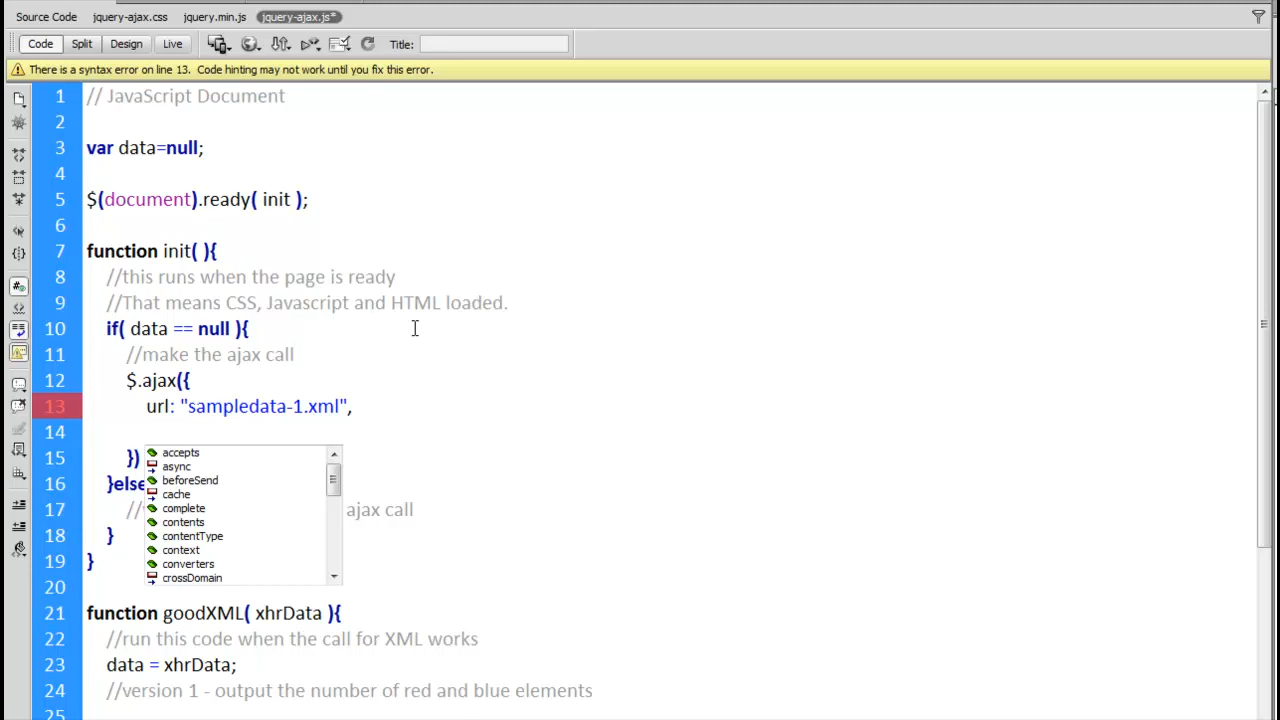 Source Code jquery-ajax.css jquery.min.js jquery-ajax.js*
Code Split Design Live Title:
There is a syntax error on line 13. Code hinting may not work until you fix this error.
1 // JavaScript Document
2
3 var data=null;
4
5 $(document).ready( init );
6
7 function init( ){
8 //this runs when the page is ready
9 //That means CSS, Javascript and HTML loaded.
10 if( data == null ){
11 //make the ajax call
12 $.ajax({
13 url: "sampledata-1.xml",
14
15 })
accepts
async
beforeSend
cache
complete
contents
contentType
context
converters
crossDomain
16 }else
17 // ajax call
18 }
19 }
20
21 function goodXML( xhrData ){
22 //run this code when the call for XML works
23 data = xhrData;
24 //version 1 - output the number of red and blue elements
25